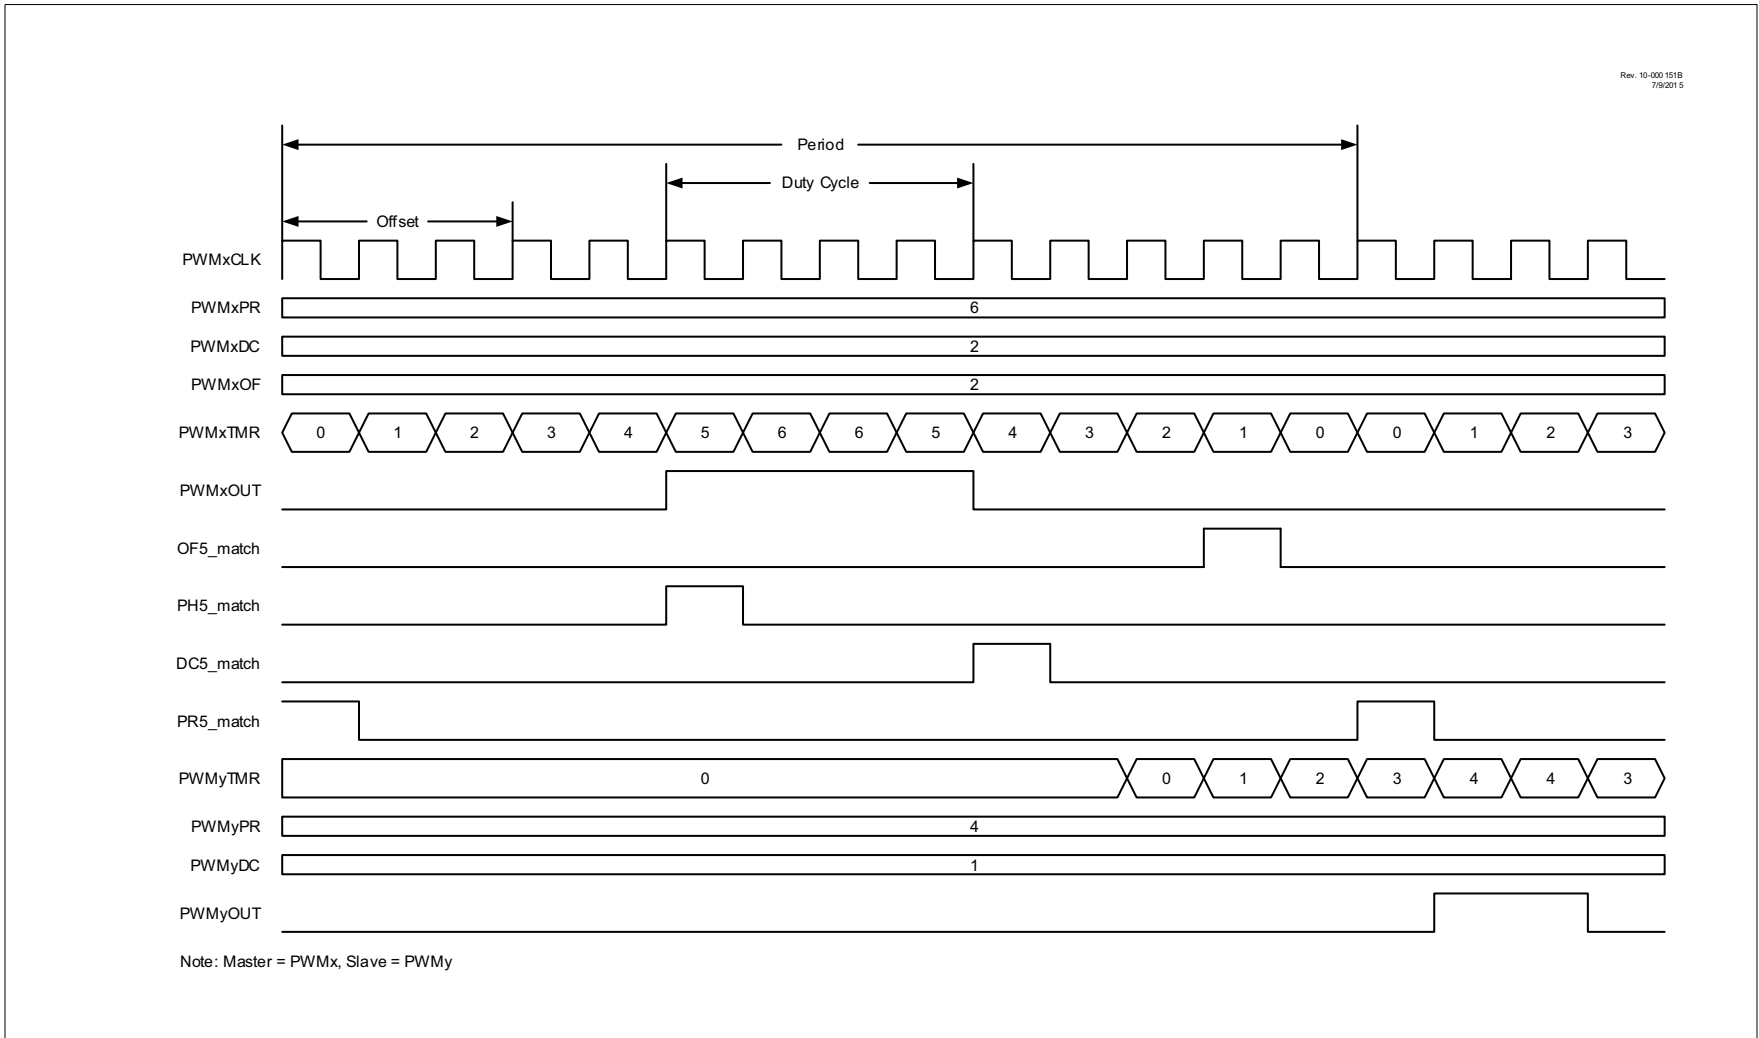 Rev. 10-000 151B
7/9/201 5
Period
Duty Cycle
Offset
PWMxCLK
PWMxPR 6
PWMxDC 2
PWMxOF 2
PWMxTMR 0 1 2 3 4 5 6 6 5 4 3 2 1 0 0 1 2 3
PWMxOUT
OF5_match
PH5_match
DC5_match
PR5_match
PWMyTMR 0 0 1 2 3 4 4 3
PWMyPR 4
PWMyDC 1
PWMyOUT
Note: Master = PWMx, Slave = PWMy